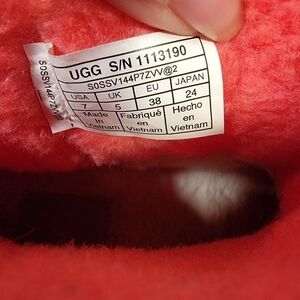 UGG S/N 1113190
S0SSV144P7ZVV@2
USA UK EU JAPAN
7 5 38 24
Made in Vietnam Fabriqué en Vietnam Hecho en Vietnam
S0SSV144P7ZVV